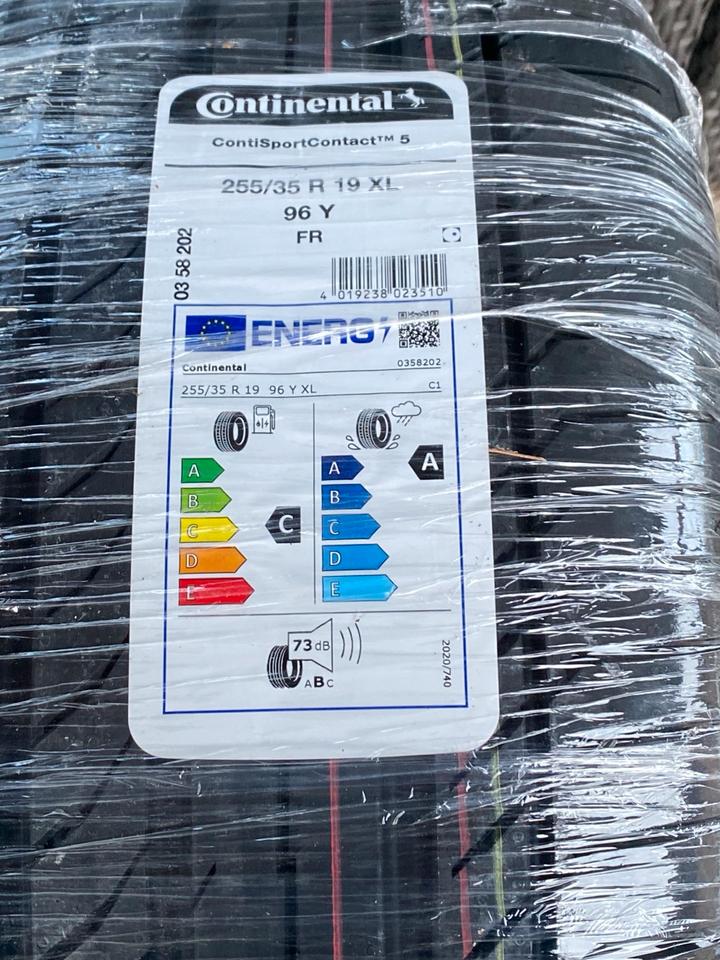 Continental
ContiSportContact™ 5
255/35 R 19 XL
96 Y
FR
03 58 202
4 019238 023510
ENERG
Continental 0358202
255/35 R 19 96 Y XL C1
A A A
B B
C C C
D D
E E
73 dB
ABC
2020/740